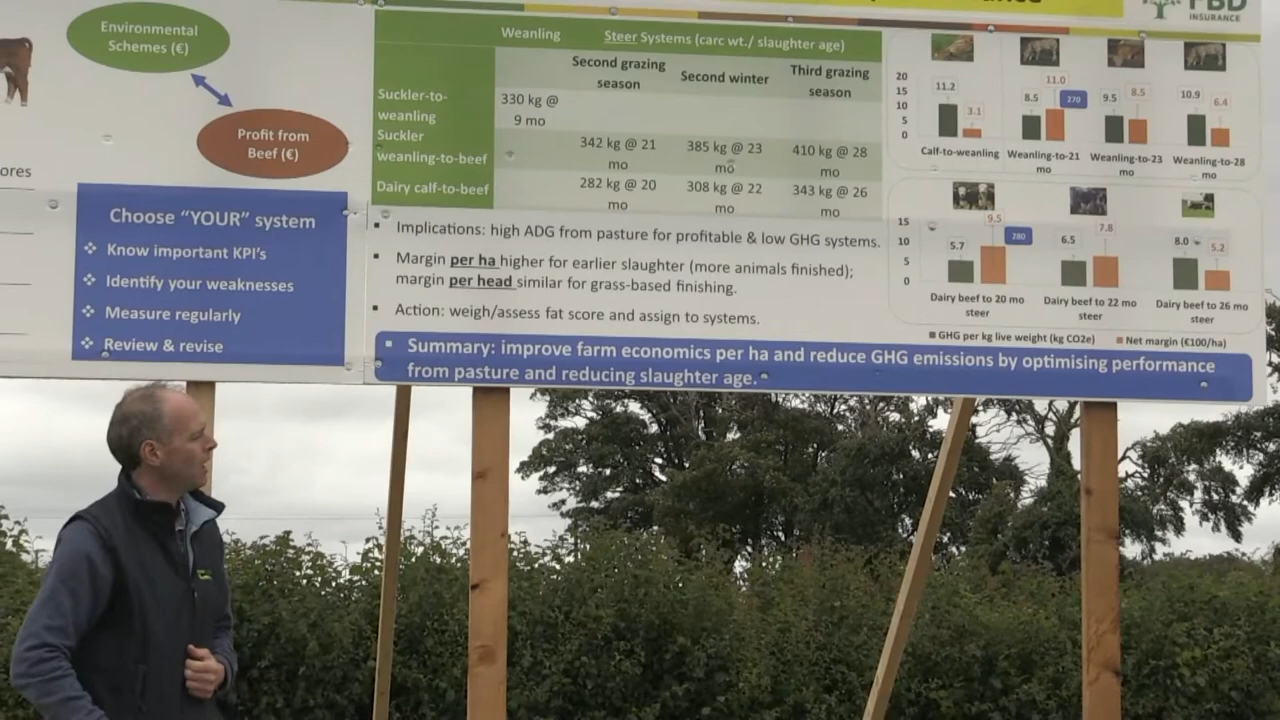 INSURANCE
Environmental
Schemes (€)
Profit from
Beef (€)
ores
Choose “YOUR” system
Know important KPI’s
Identify your weaknesses
Measure regularly
Review & revise
Weanling Steer Systems (carc wt./ slaughter age)
Second grazing season Second winter Third grazing season
Suckler-to-weanling 330 kg @ 9 mo
Suckler weanling-to-beef 342 kg @ 21 mo 385 kg @ 23 mo 410 kg @ 28 mo
Dairy calf-to-beef 282 kg @ 20 mo 308 kg @ 22 mo 343 kg @ 26 mo
Implications: high ADG from pasture for profitable & low GHG systems.
Margin per ha higher for earlier slaughter (more animals finished);
margin per head similar for grass-based finishing.
Action: weigh/assess fat score and assign to systems.
Summary: improve farm economics per ha and reduce GHG emissions by optimising performance
from pasture and reducing slaughter age.
20
15
10
5
0
11.2 3.1 8.5 11.0 270 9.5 8.5 10.9 6.4
Calf-to-weanling Weanling-to-21 mo Weanling-to-23 mo Weanling-to-28 mo
15
10
5
0
5.7 9.5 280 6.5 7.8 8.0 5.2
Dairy beef to 20 mo steer Dairy beef to 22 mo steer Dairy beef to 26 mo steer
GHG per kg live weight (kg CO2e) Net margin (€100/ha)